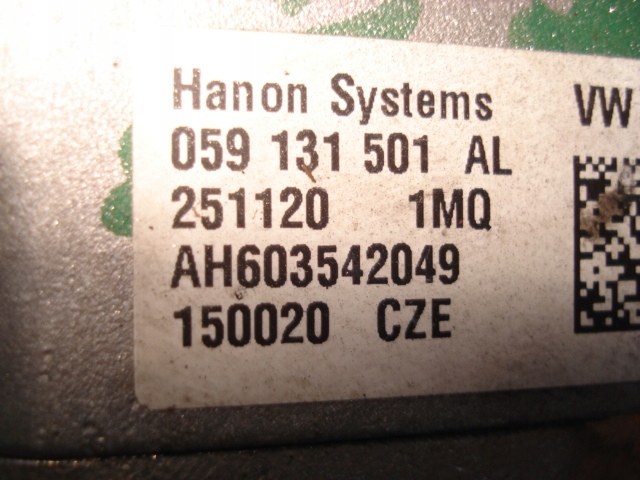 Hanon Systems
VW
059 131 501 AL
251120 1MQ
AH603542049
150020 CZE